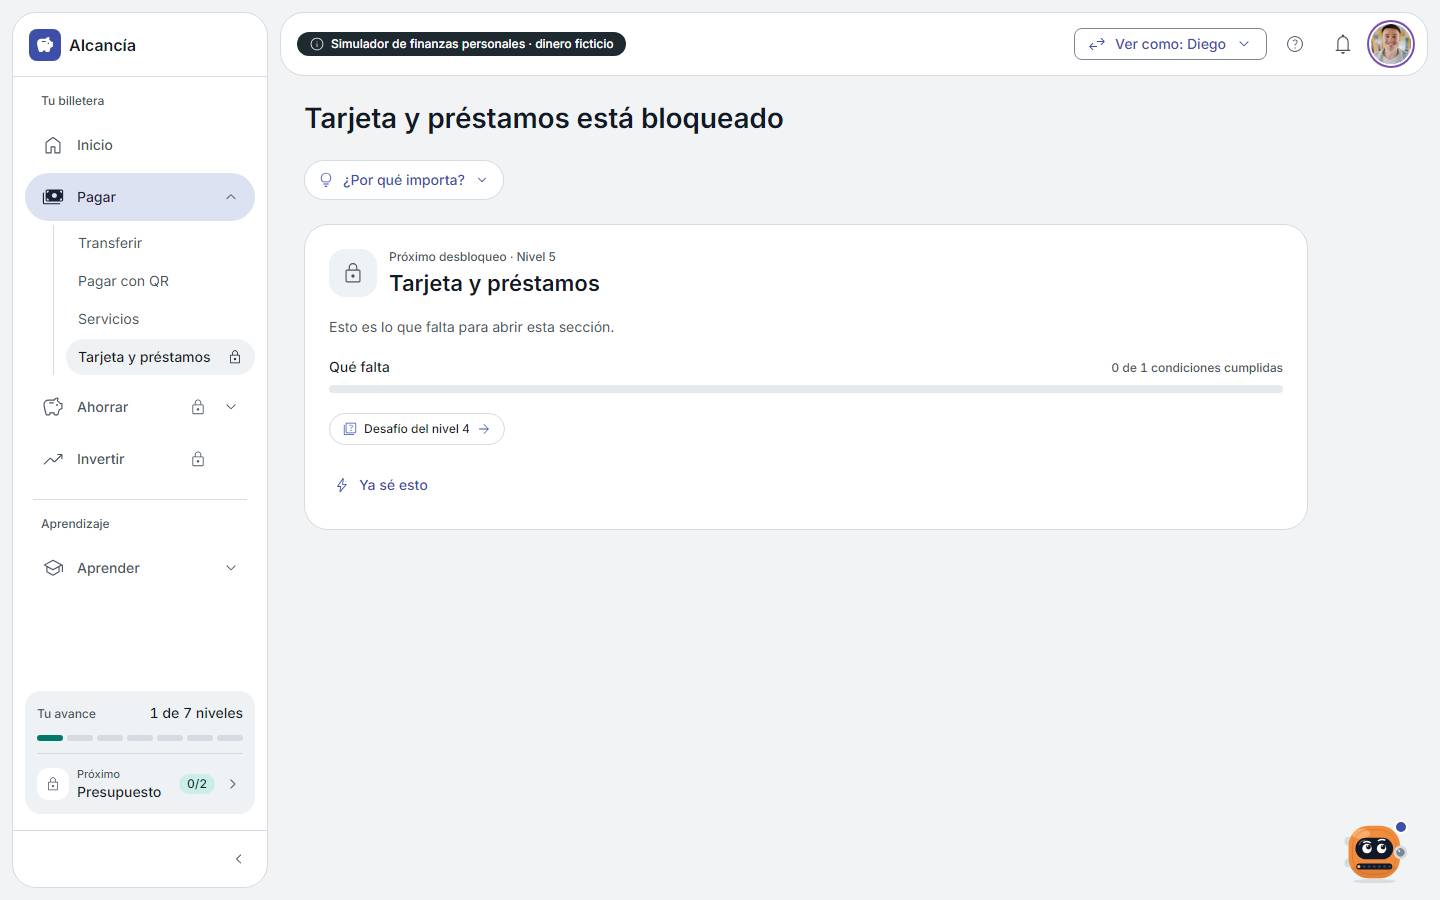 Alcancía
Simulador de finanzas personales · dinero ficticio
Ver como: Diego
Tu billetera
Inicio
Pagar
Transferir
Pagar con QR
Servicios
Tarjeta y préstamos
Ahorrar
Invertir
Aprendizaje
Aprender
Tu avance
1 de 7 niveles
Próximo
Presupuesto
0/2
Tarjeta y préstamos está bloqueado
¿Por qué importa?
Próximo desbloqueo · Nivel 5
Tarjeta y préstamos
Esto es lo que falta para abrir esta sección.
Qué falta
0 de 1 condiciones cumplidas
Desafío del nivel 4
Ya sé esto